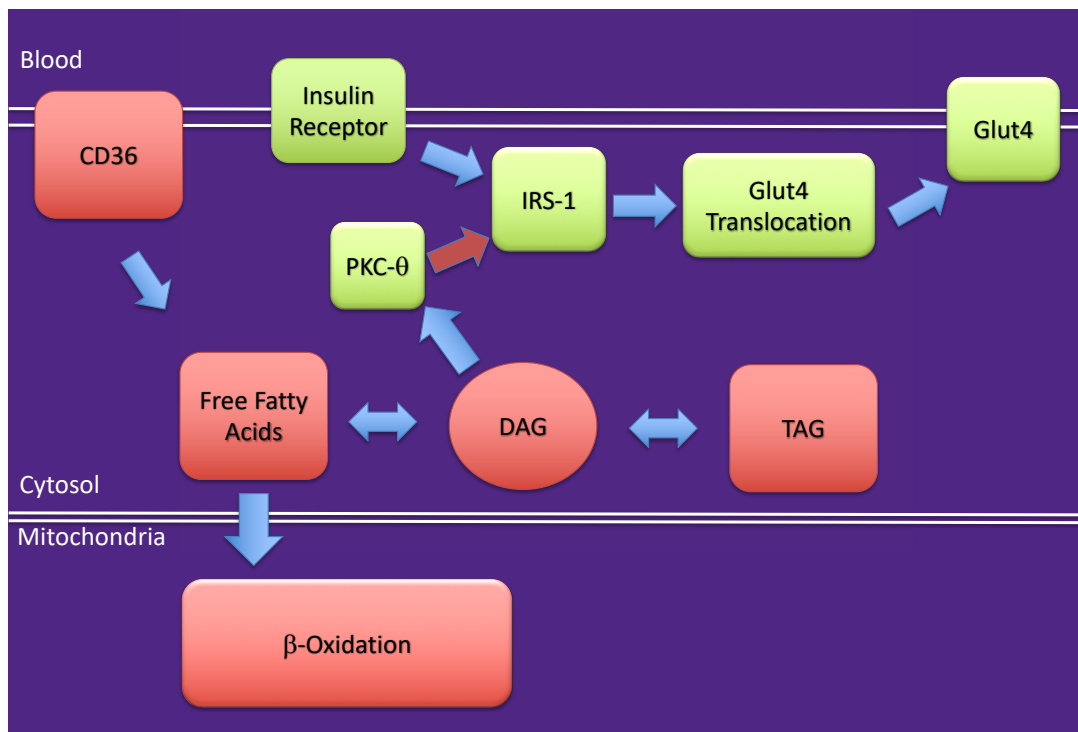 Blood
CD36
Insulin
Receptor
IRS-1
Glut4
Translocation
Glut4
PKC-θ
Free Fatty
Acids
DAG
TAG
Cytosol
Mitochondria
β-Oxidation